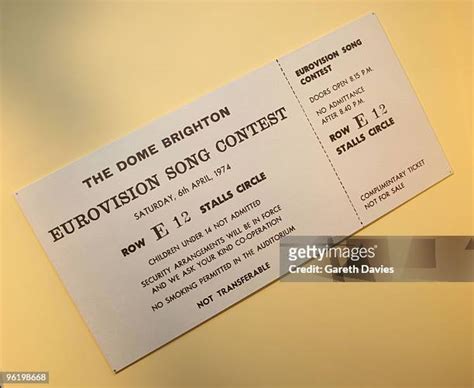 THE DOME BRIGHTON
EUROVISION SONG CONTEST
SATURDAY, 6TH APRIL, 1974
ROW E 12 STALLS CIRCLE
CHILDREN UNDER 14 NOT ADMITTED
SECURITY ARRANGEMENTS WILL BE IN FORCE
AND WE ASK YOUR KIND CO-OPERATION
NO SMOKING PERMITTED IN THE AUDITORIUM
NOT TRANSFERABLE
EUROVISION SONG
CONTEST
DOORS OPEN 8.15 P.M.
NO ADMITTANCE
AFTER 8.40 P.M.
ROW E 12
STALLS CIRCLE
COMPLIMENTARY TICKET
NOT FOR SALE
gettyimages
Gareth Davies
96198668